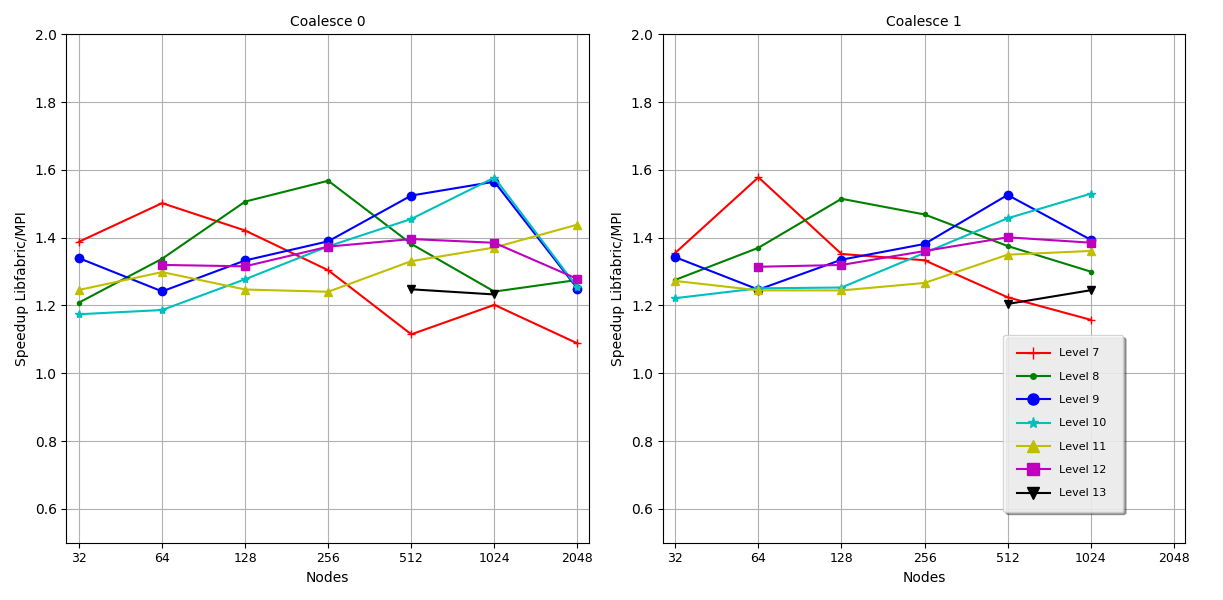 Coalesce 0
Speedup Libfabric/MPI
2.0
1.8
1.6
1.4
1.2
1.0
0.8
0.6
32 64 128 256 512 1024 2048
Nodes
Coalesce 1
Speedup Libfabric/MPI
2.0
1.8
1.6
1.4
1.2
1.0
0.8
0.6
32 64 128 256 512 1024 2048
Nodes
Level 7
Level 8
Level 9
Level 10
Level 11
Level 12
Level 13